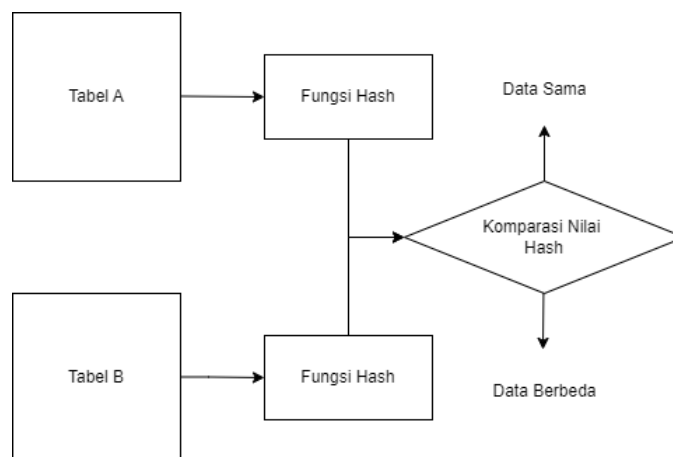 Tabel A
Fungsi Hash
Data Sama
Komparasi Nilai
Hash
Tabel B
Fungsi Hash
Data Berbeda